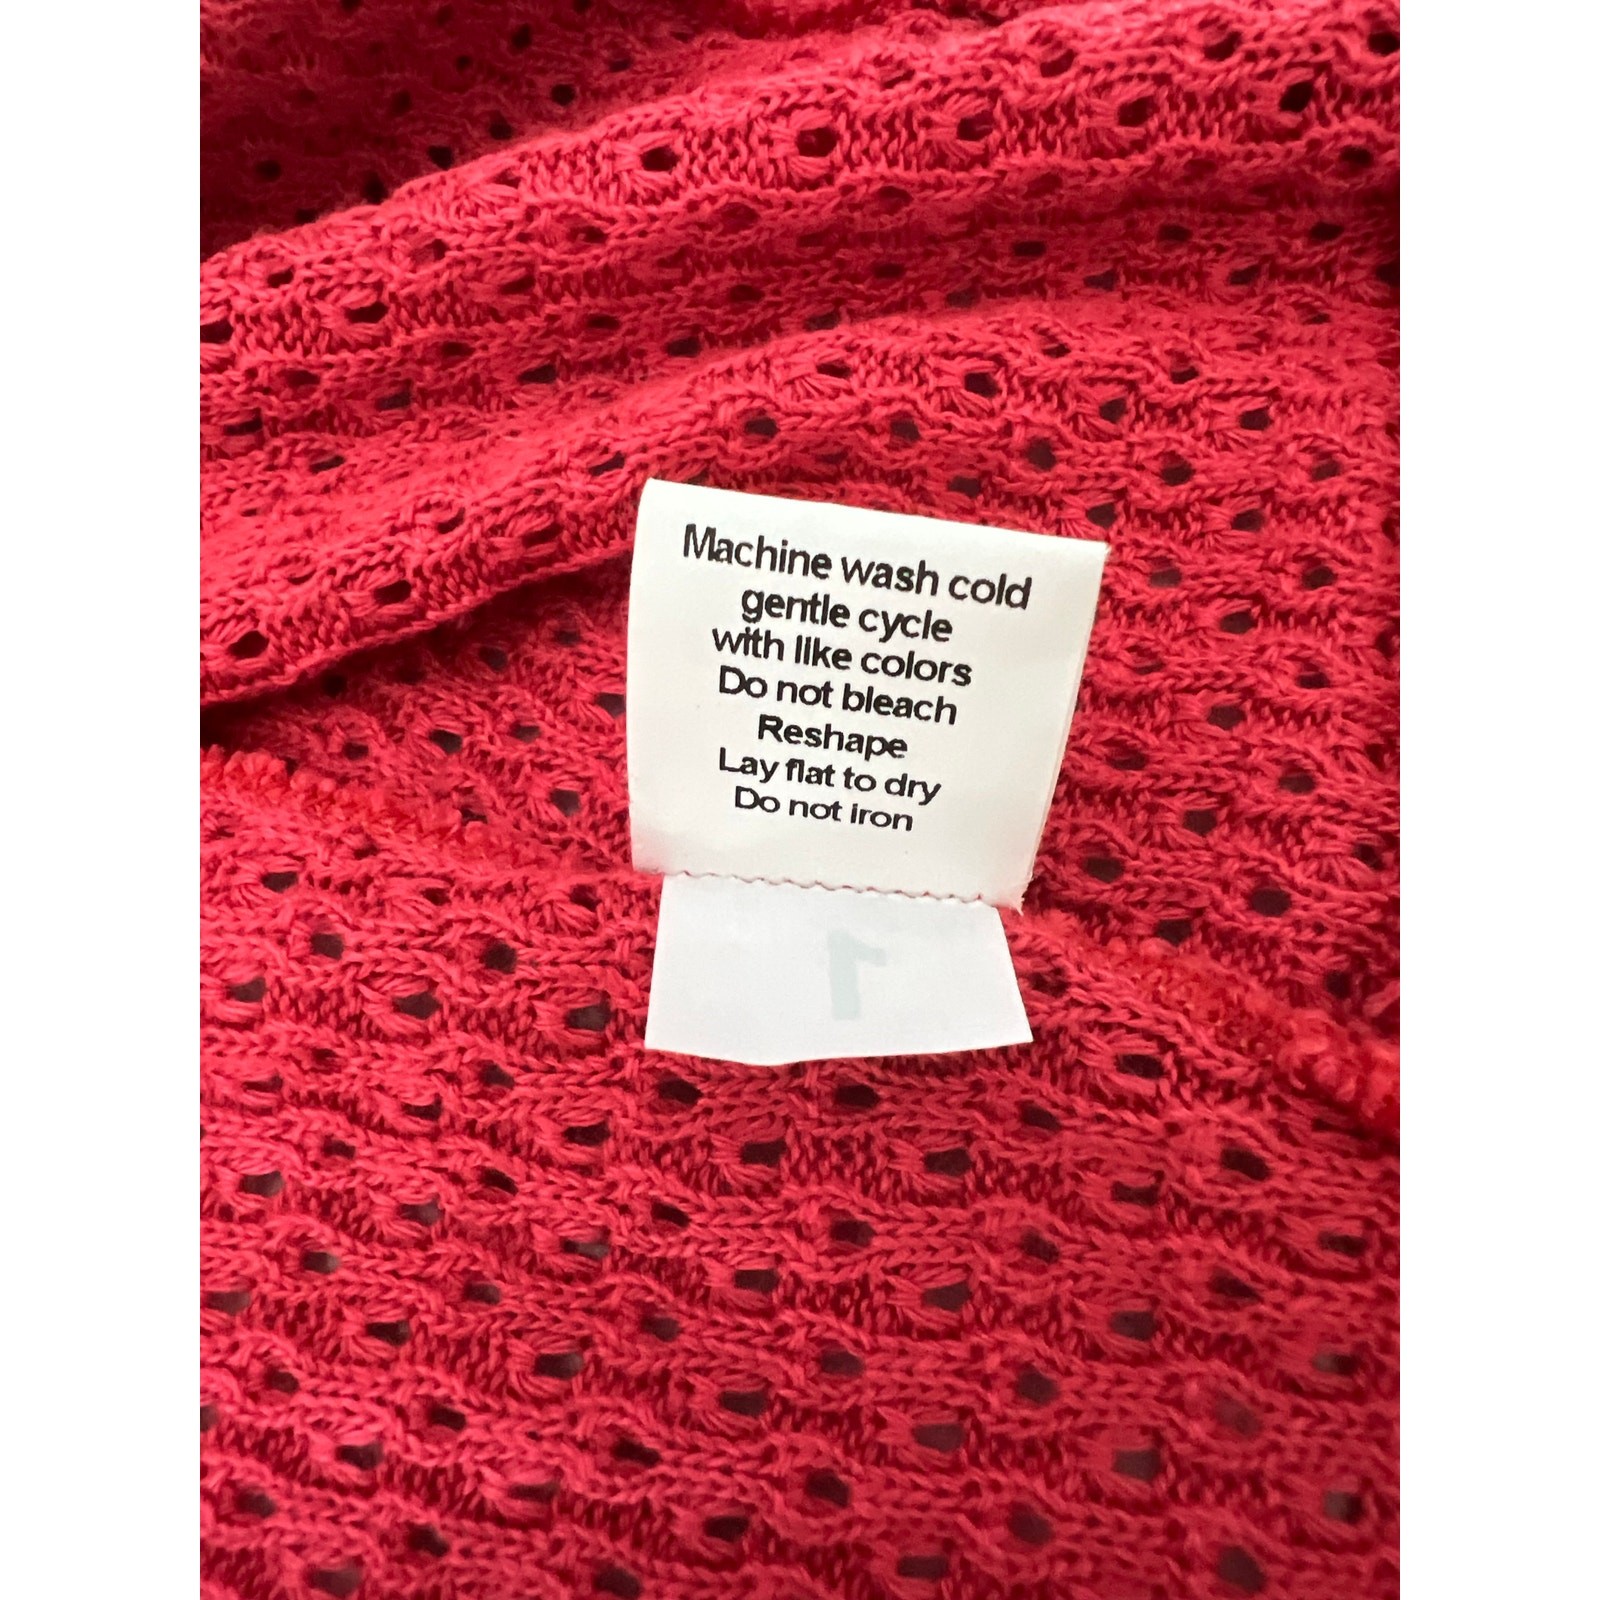 Machine wash cold
gentle cycle
with like colors
Do not bleach
Reshape
Lay flat to dry
Do not iron
1